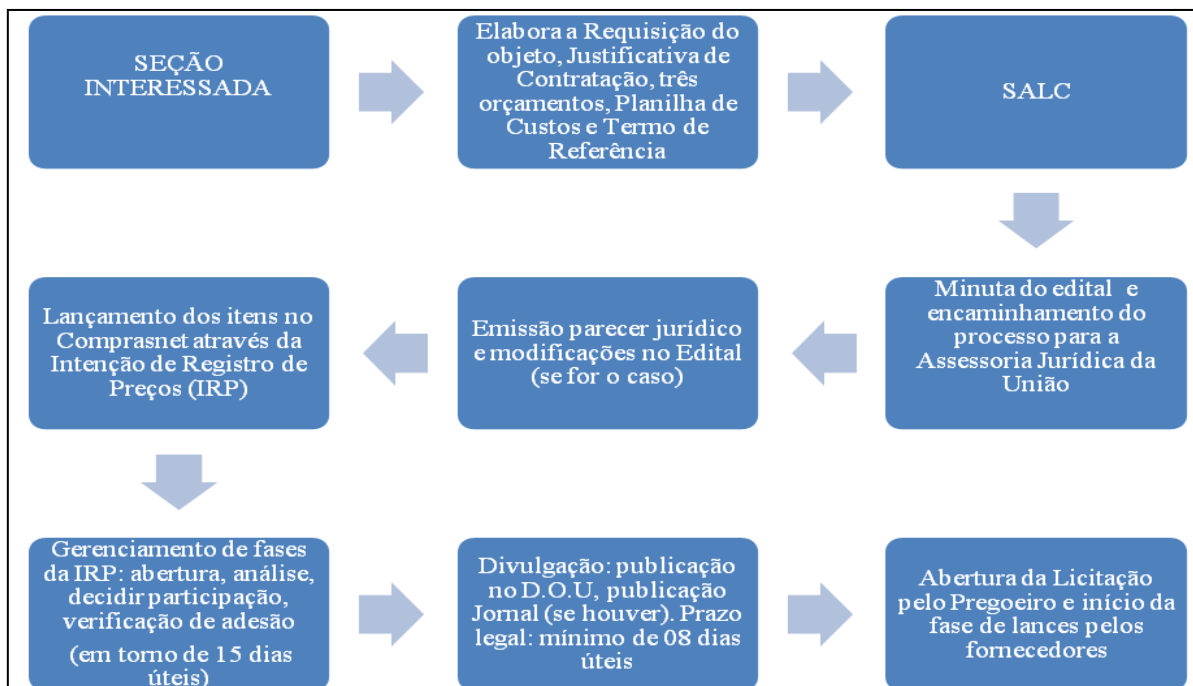 SEÇÃO
INTERESSADA
Elabora a Requisição do
objeto, Justificativa de
Contratação, três
orçamentos, Planilha de
Custos e Termo de
Referência
SALC
Minuta do edital e
encaminhamento do
processo para a
Assessoria Jurídica da
União
Emissão parecer jurídico
e modificações no Edital
(se for o caso)
Lançamento dos itens no
Comprasnet através da
Intenção de Registro de
Preços (IRP)
Gerenciamento de fases
da IRP: abertura, análise,
decidir participação,
verificação de adesão
(em torno de 15 dias
úteis)
Divulgação: publicação
no D.O.U, publicação
Jornal (se houver). Prazo
legal: mínimo de 08 dias
úteis
Abertura da Licitação
pelo Pregoeiro e início da
fase de lances pelos
fornecedores